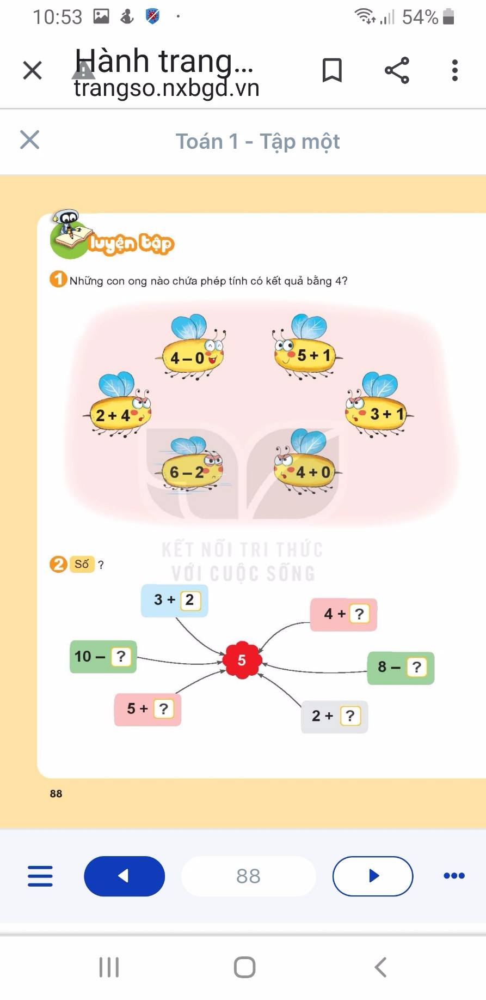 10:53
54%
Hành trang...
trangso.nxbgd.vn
Toán 1 - Tập một
luyện tập
1 Những con ong nào chứa phép tính có kết quả bằng 4?
4 – 0
5 + 1
2 + 4
3 + 1
6 – 2
4 + 0
KẾT NỐI TRI THỨC
VỚI CUỘC SỐNG
2 Số ?
3 + 2
4 + ?
10 – ?
5
8 – ?
5 + ?
2 + ?
88
88